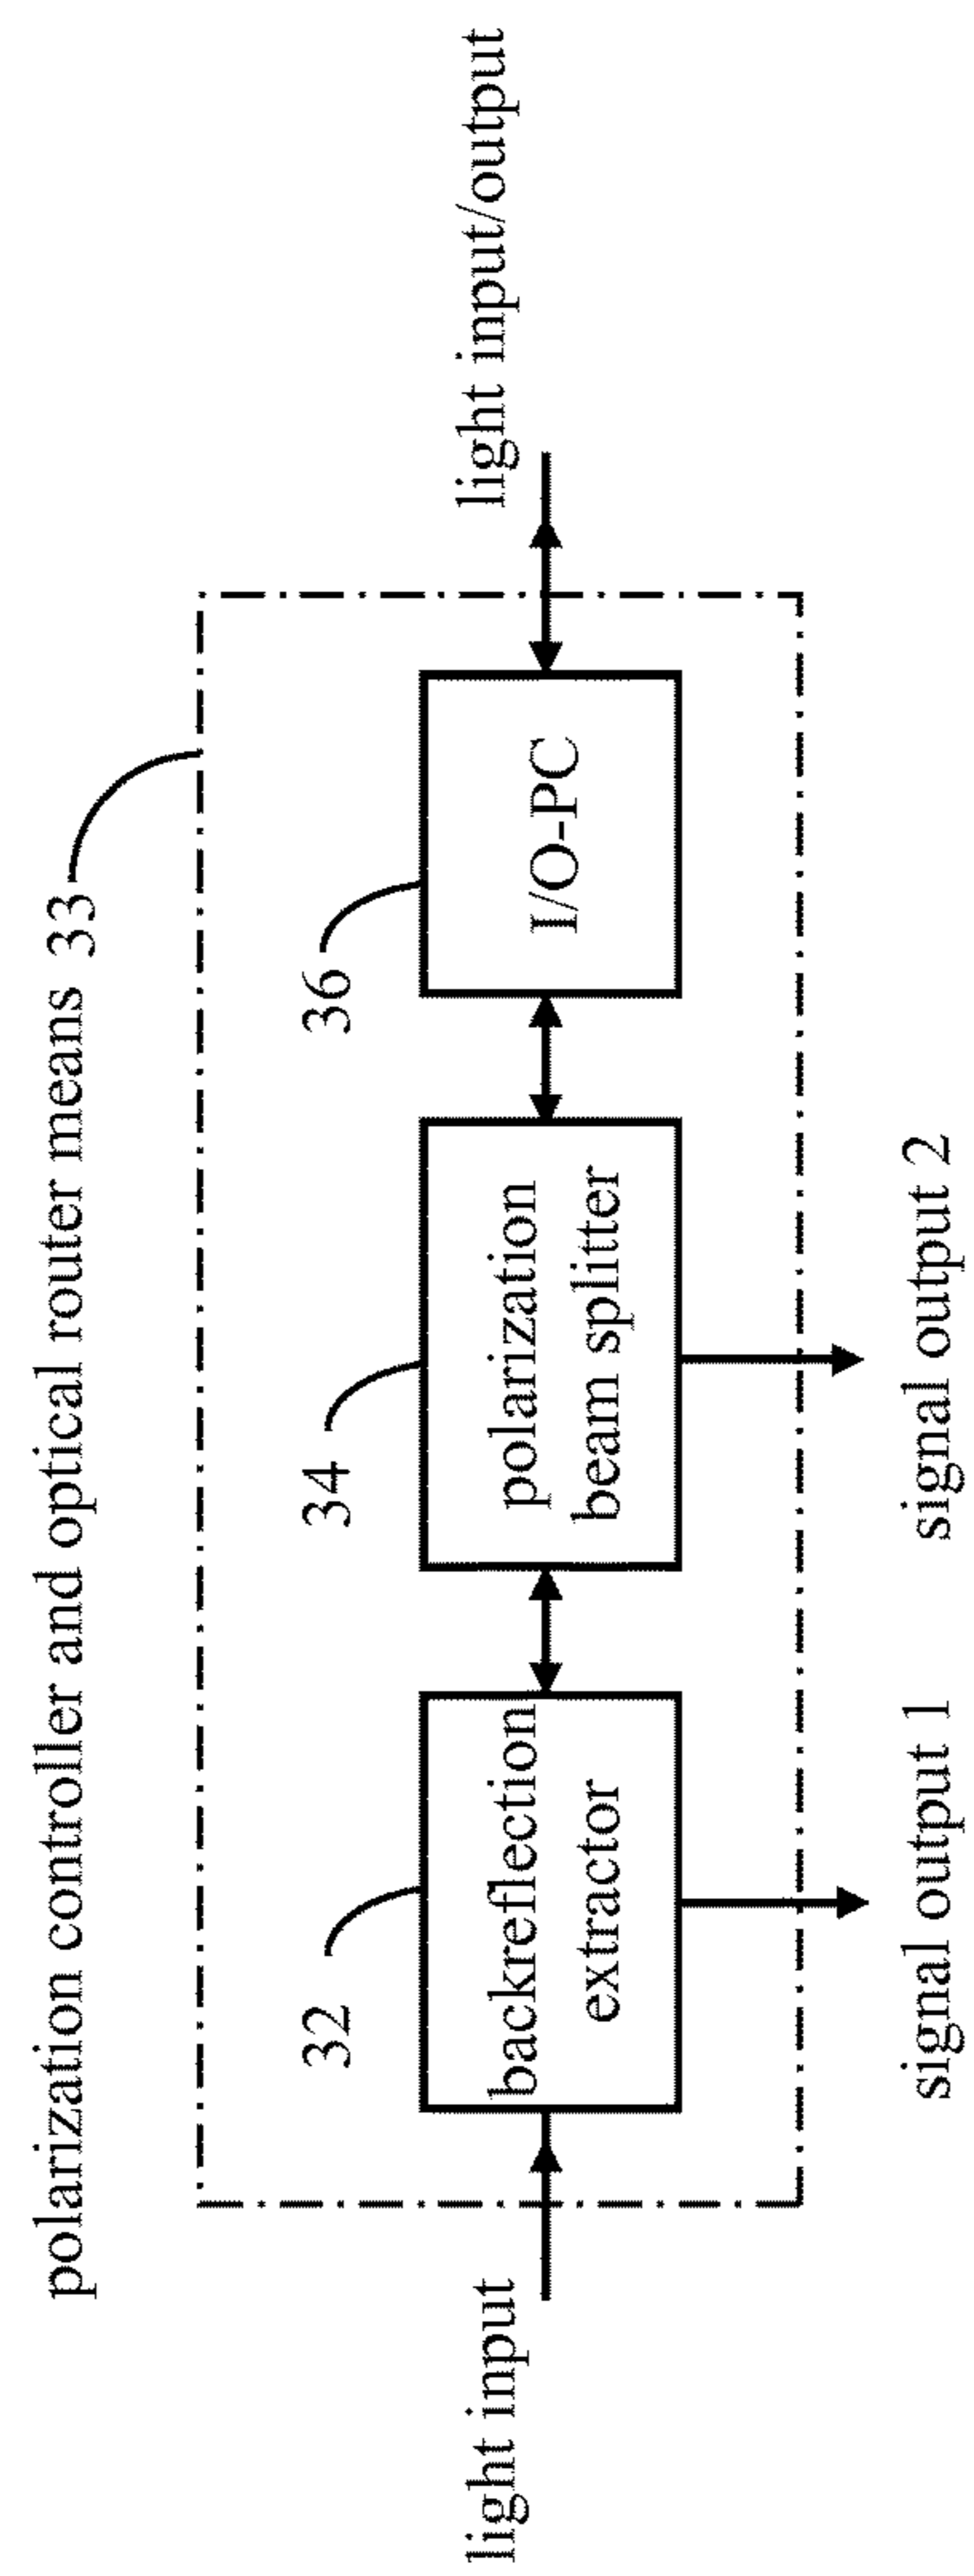 polarization controller and optical router means 33
32
34
36
light input
backreflection
extractor
polarization
beam splitter
I/O-PC
light input/output
signal output 1
signal output 2